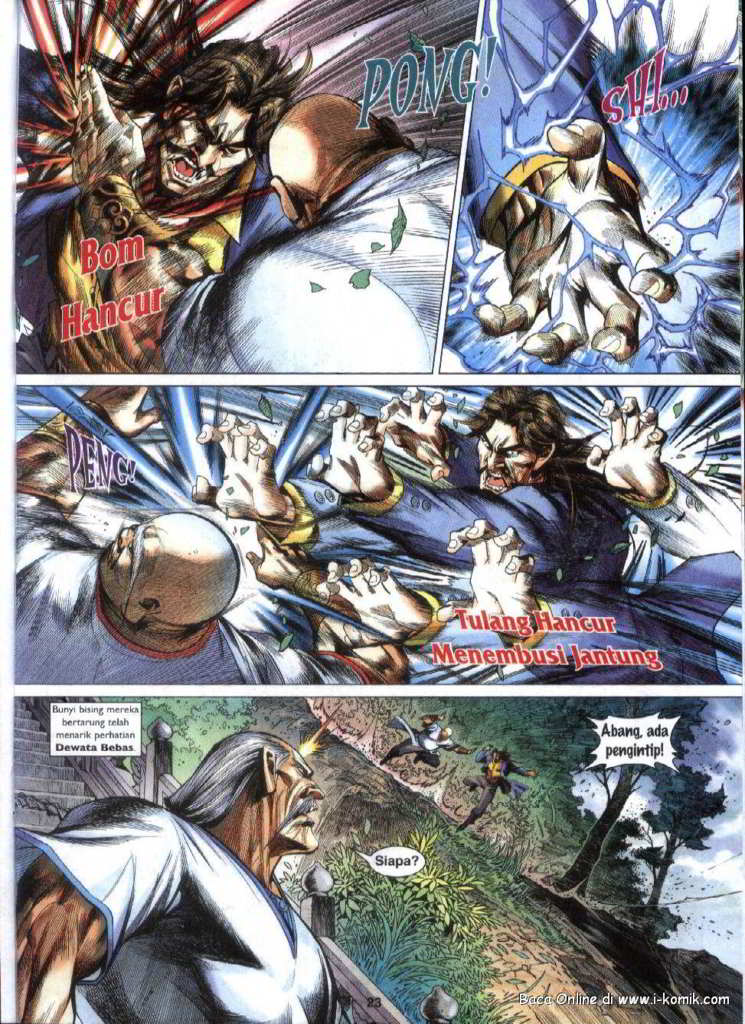 PONG!
SHI...
Bom
Hancur
PENG!
Tulang Hancur
Menembusi Jantung
Bunyi bising mereka
bertarung telah
menarik perhatian
Dewata Bebas.
Abang, ada
pengintip!
Siapa?
23
Baca Online di www.i-komik.com